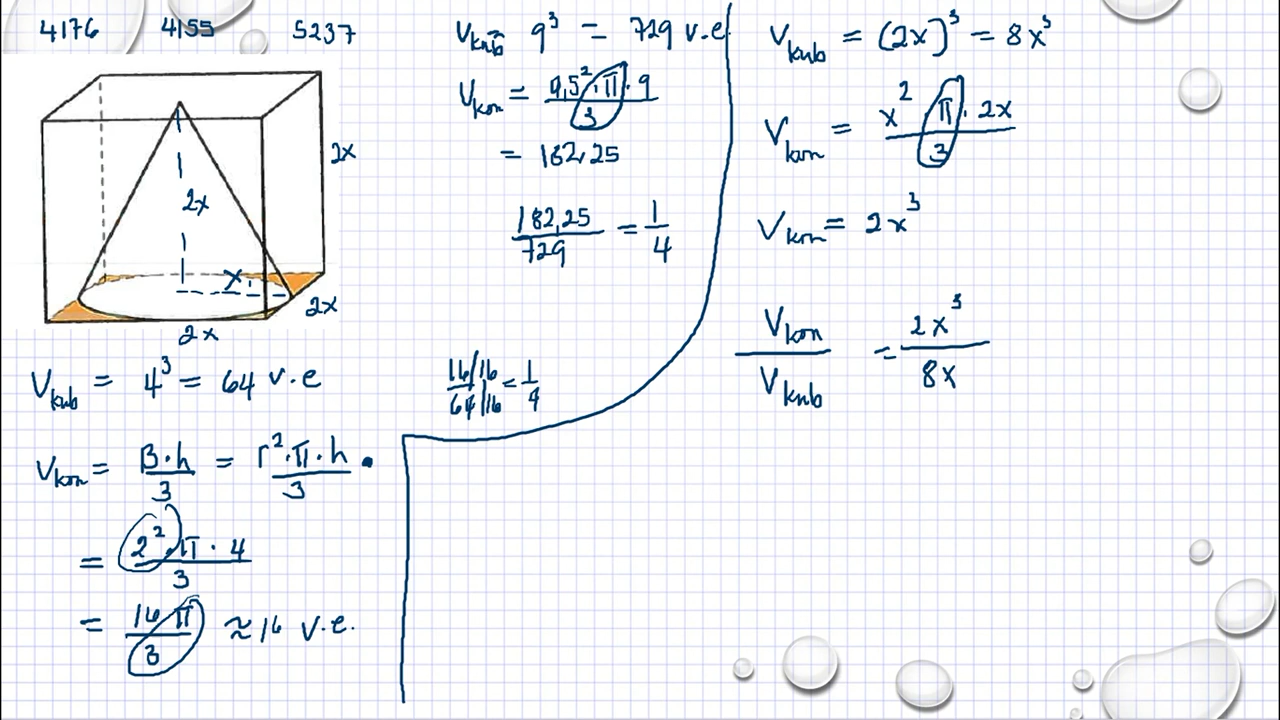 4176 4155 5237
2x
2x
x
2x
2x
V_kub = 4³ = 64 v.e
V_kon = B·h/3 = r²·π·h/3 ·
= 2²·π·4/3
= 16π/3 ≈ 16 v.e.
V_kub = 9³ = 729 v.e
V_kon = 4,5²·π·9/3
= 182,25
182,25/729 = 1/4
16/16 / 64/16 = 1/4
V_kub = (2x)³ = 8x³
V_kon = x²π·2x/3
V_kon = 2x³
V_kon/V_kub = 2x³/8x